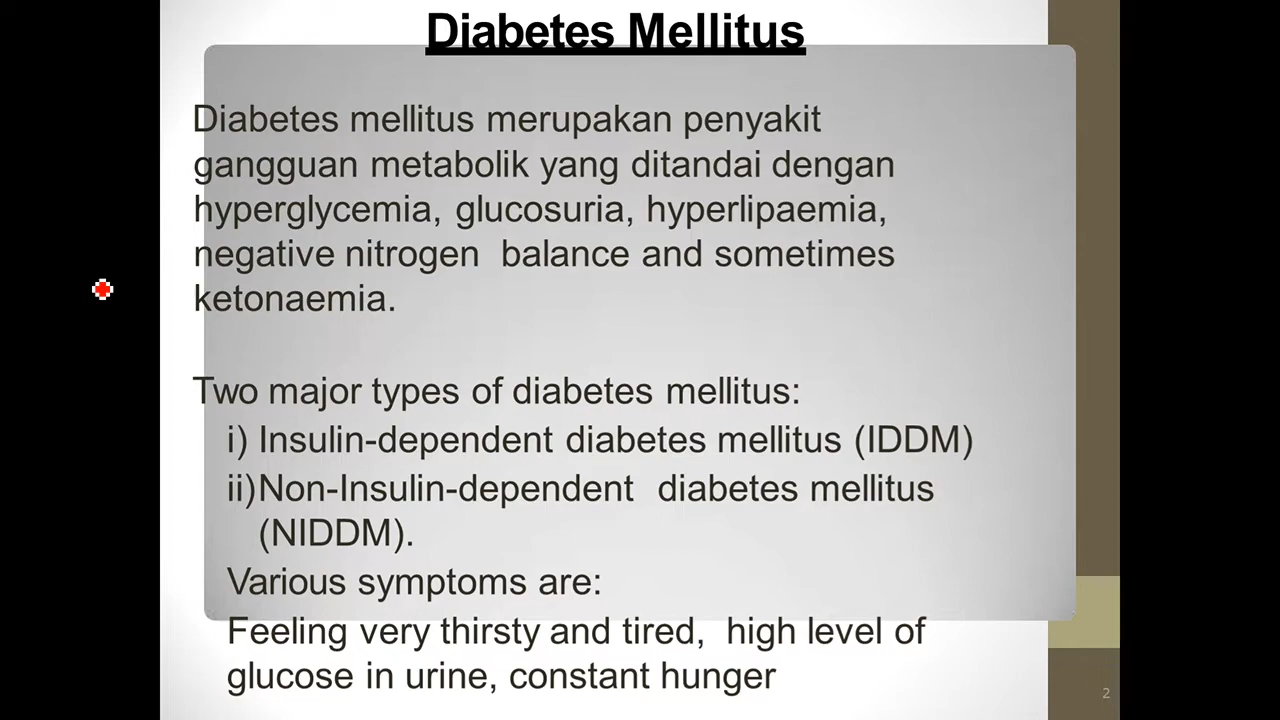 Diabetes Mellitus
Diabetes mellitus merupakan penyakit
gangguan metabolik yang ditandai dengan
hyperglycemia, glucosuria, hyperlipaemia,
negative nitrogen  balance and sometimes
ketonaemia.
Two major types of diabetes mellitus:
i) Insulin-dependent diabetes mellitus (IDDM)
ii)Non-Insulin-dependent  diabetes mellitus
(NIDDM).
Various symptoms are:
Feeling very thirsty and tired,  high level of
glucose in urine, constant hunger
2